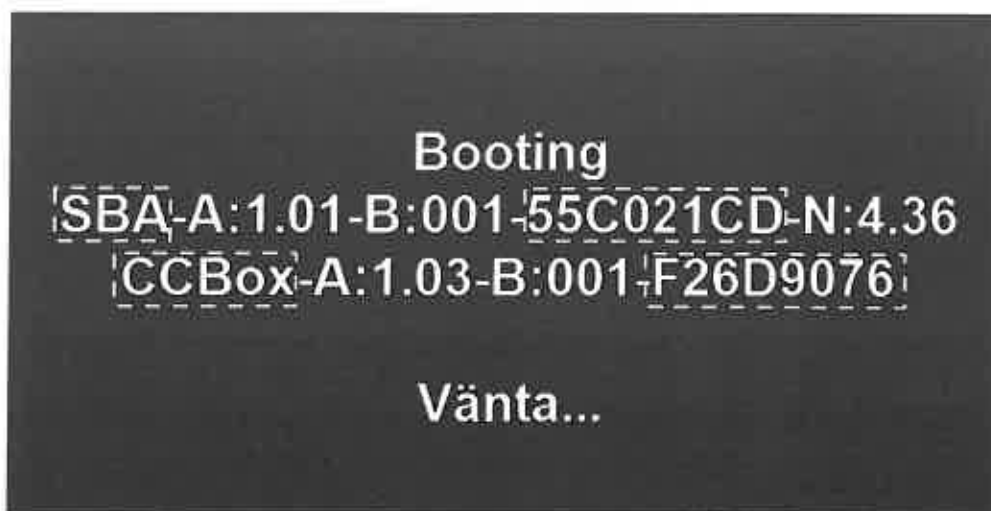 Booting
SBA-A:1.01-B:001-55C021CD-N:4.36
CCBox-A:1.03-B:001-F26D9076
Vänta...